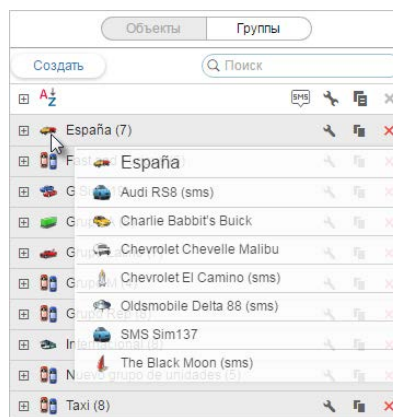 Объекты Группы
Создать Поиск
AZ SMS
España (7)
España
Audi RS8 (sms)
Charlie Babbit's Buick
Chevrolet Chevelle Malibu
Chevrolet El Camino (sms)
Oldsmobile Delta 88 (sms)
SMS Sim137
The Black Moon (sms)
Nuevo grupo de unidades (5)
Taxi (8)